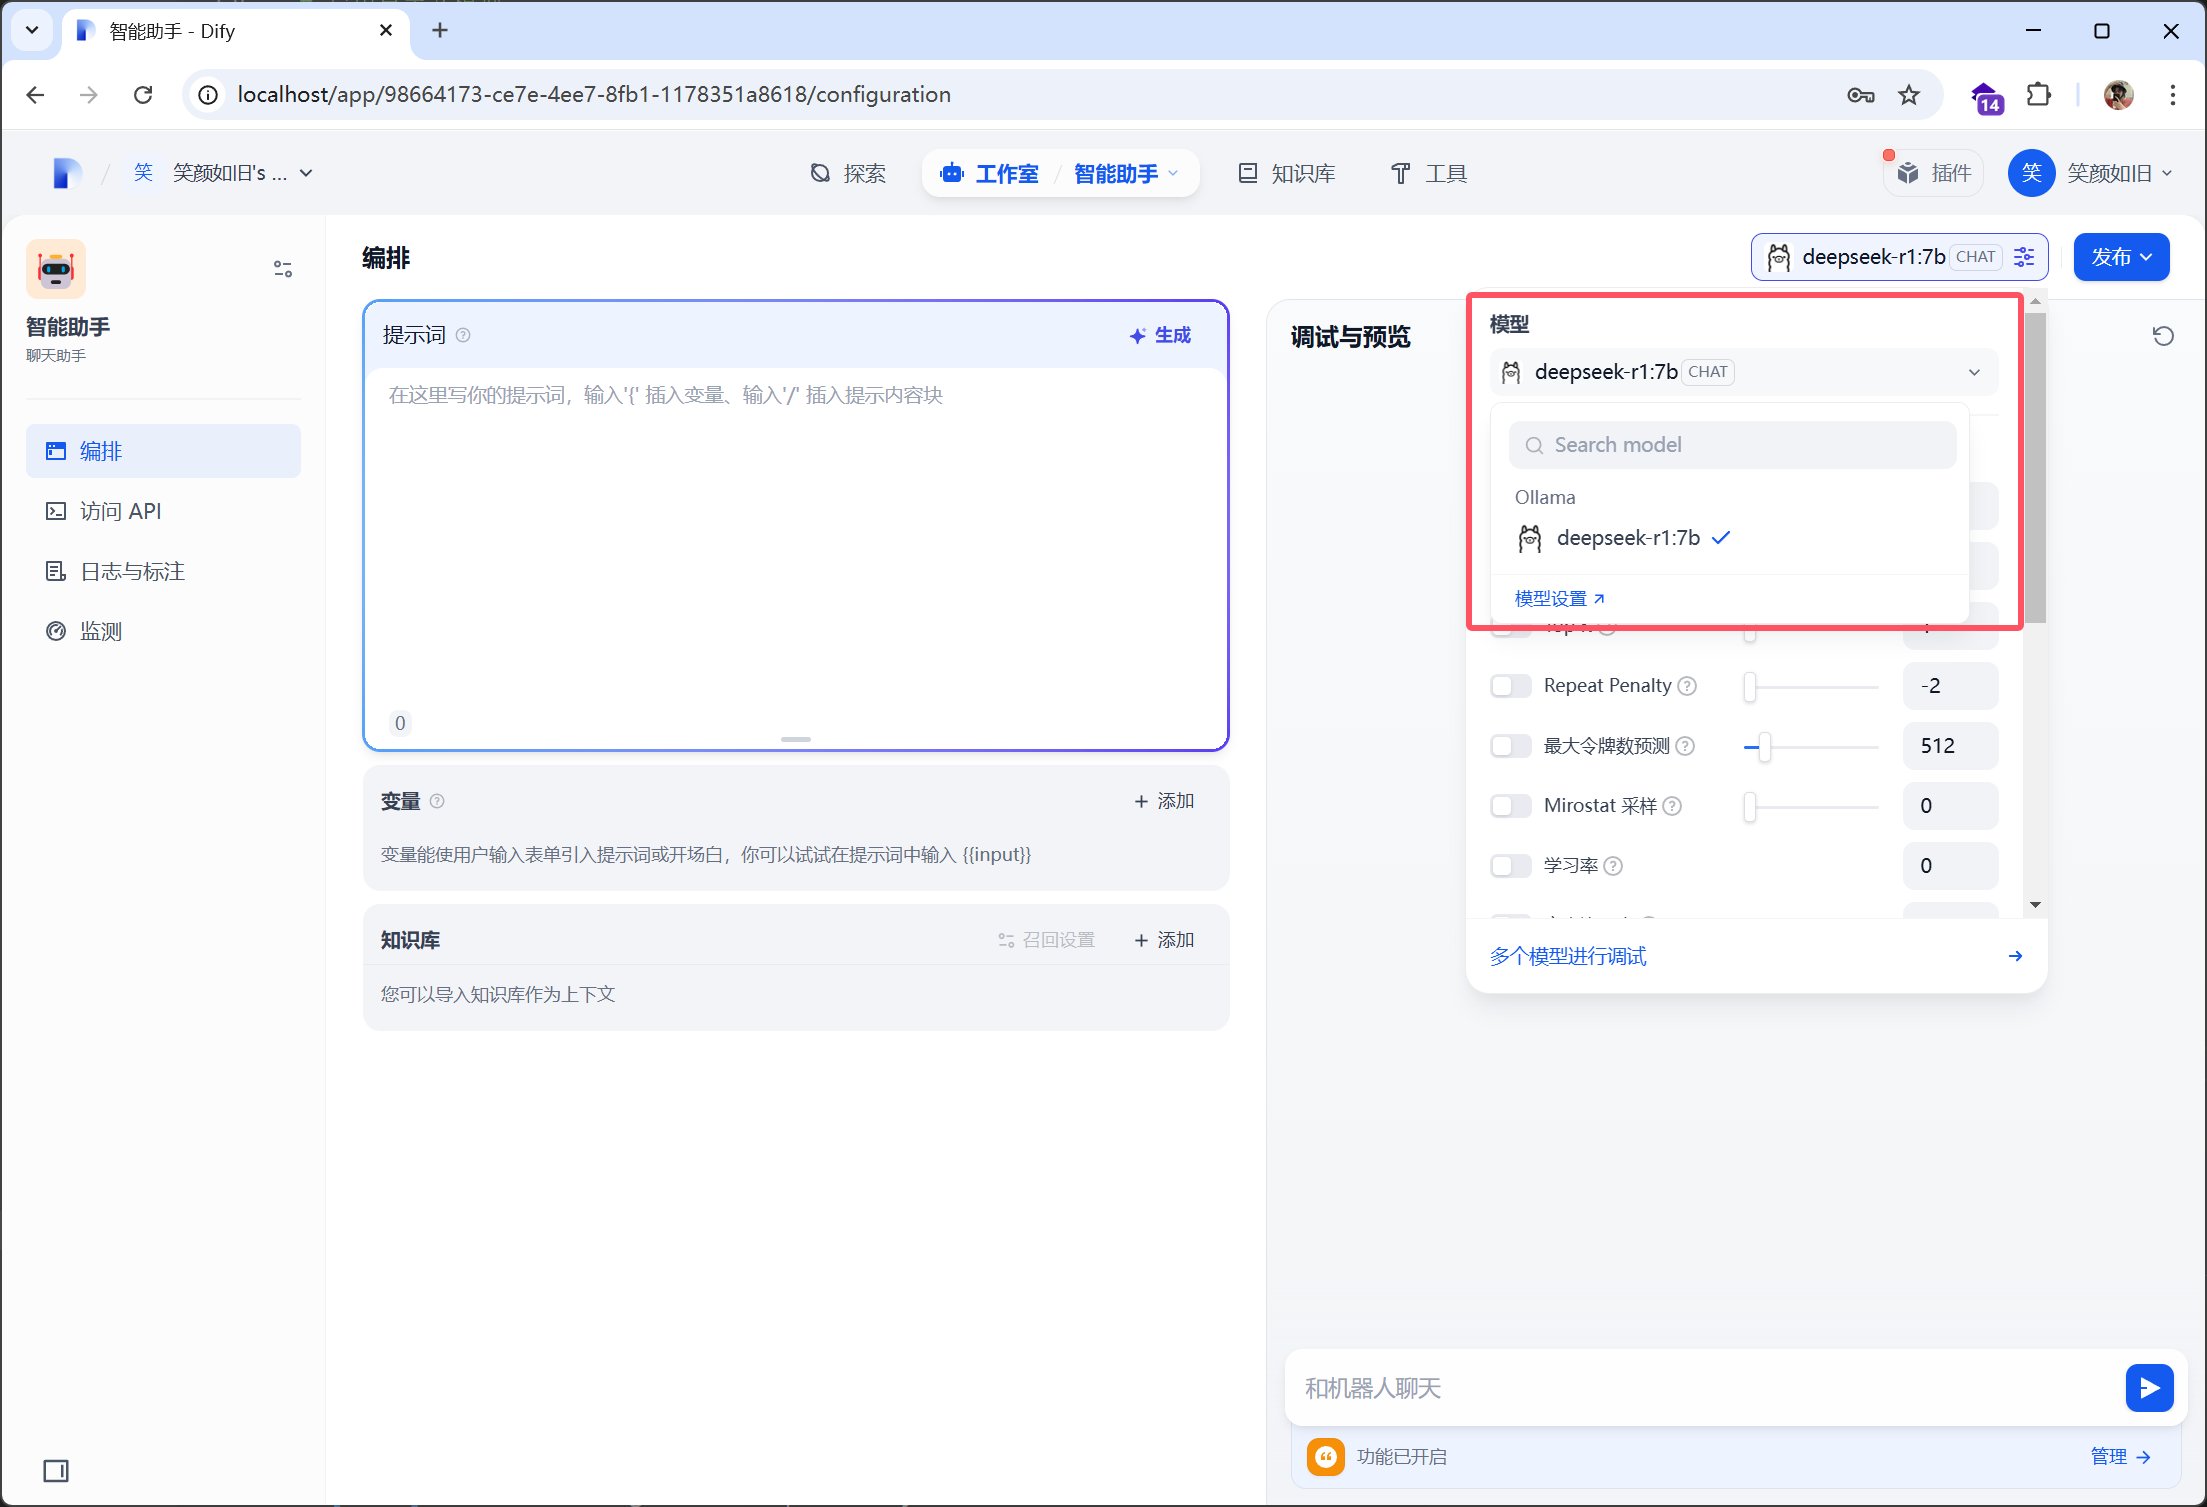 智能助手 - Dify
localhost/app/98664173-ce7e-4ee7-8fb1-1178351a8618/configuration
14
笑 笑颜如旧's ...
探索
工作室 / 智能助手
知识库
工具
插件
笑 笑颜如旧
智能助手
聊天助手
编排
访问 API
日志与标注
监测
编排
deepseek-r1:7b CHAT
发布
提示词
生成
在这里写你的提示词，输入'{' 插入变量、输入'/' 插入提示内容块
0
变量
+ 添加
变量能使用户输入表单引入提示词或开场白，你可以试试在提示词中输入 {{input}}
知识库
召回设置
+ 添加
您可以导入知识库作为上下文
调试与预览
模型
deepseek-r1:7b CHAT
Search model
Ollama
deepseek-r1:7b
模型设置
Repeat Penalty
-2
最大令牌数预测
512
Mirostat 采样
0
学习率
0
多个模型进行调试
和机器人聊天
功能已开启
管理